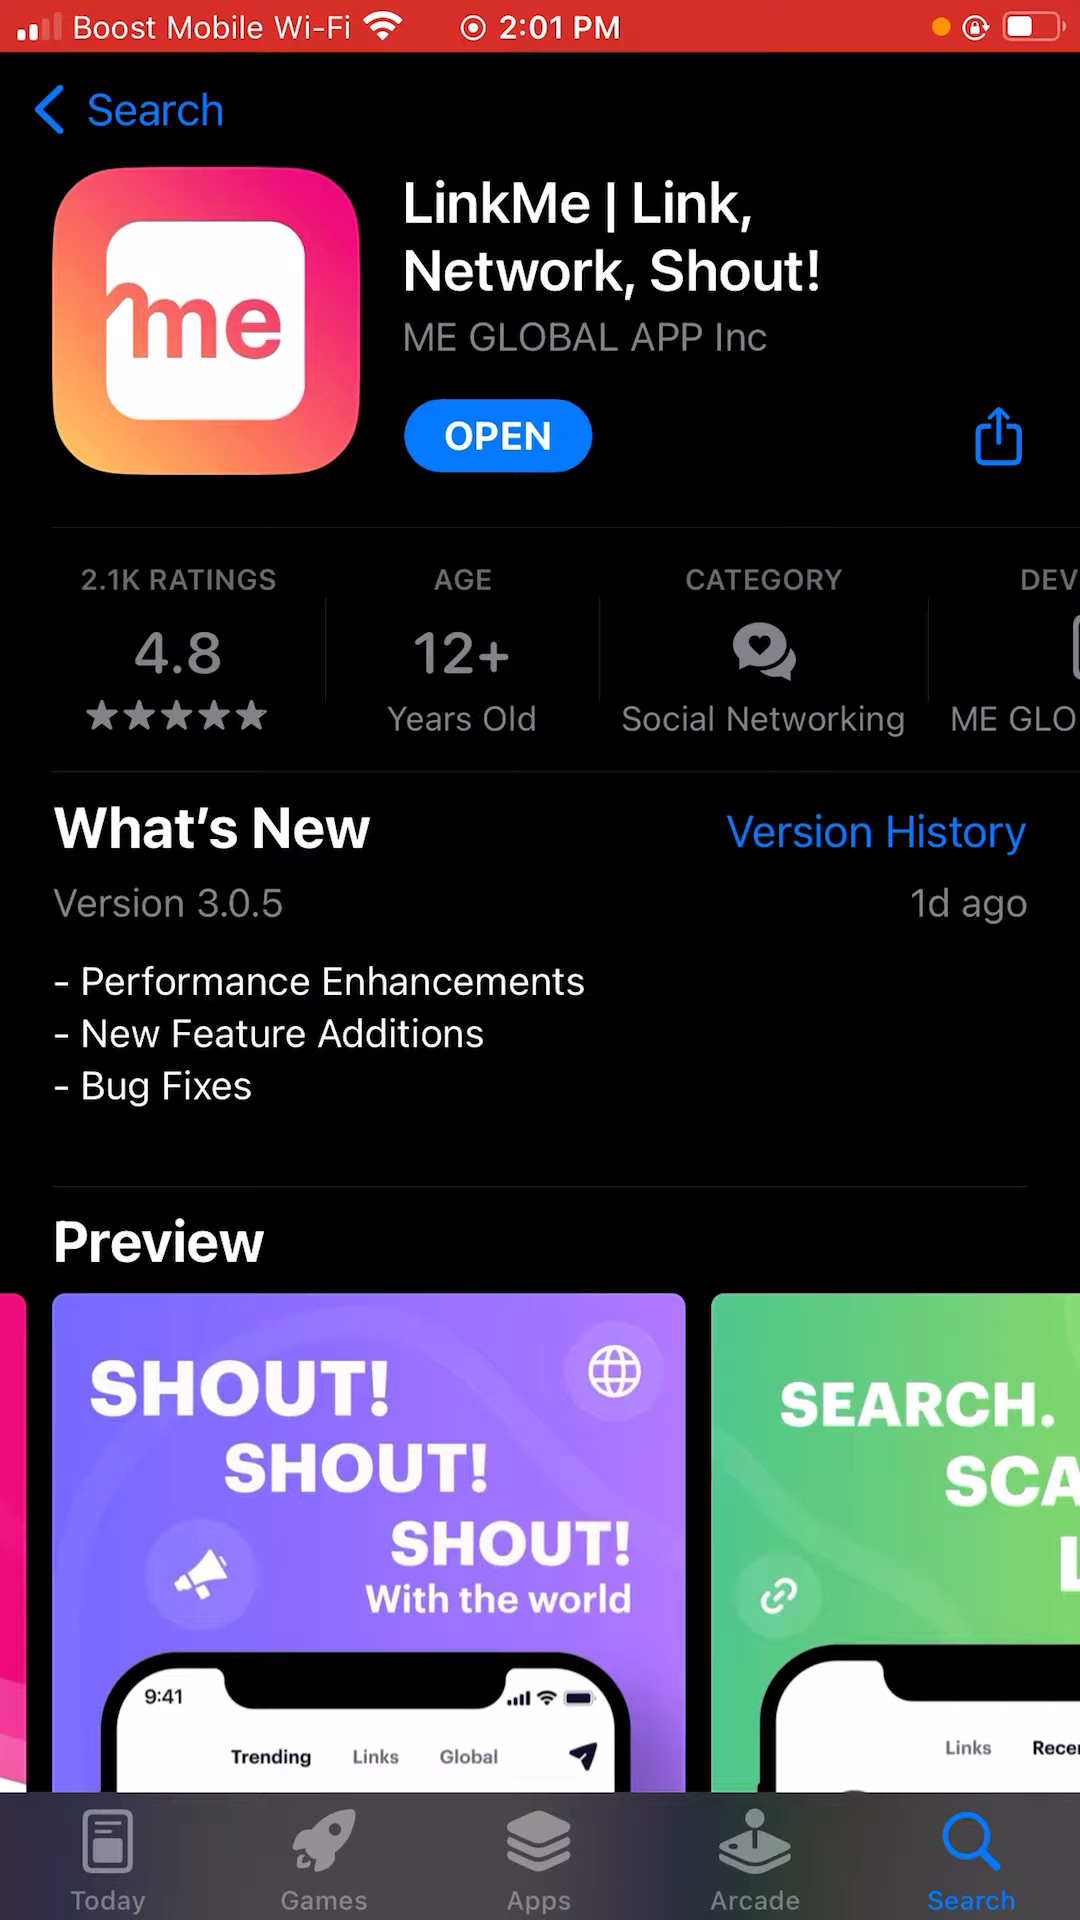 Boost Mobile Wi-Fi 2:01 PM
Search
me
LinkMe | Link,
Network, Shout!
ME GLOBAL APP Inc
OPEN
2.1K RATINGS AGE CATEGORY DEV
4.8 12+
Years Old Social Networking ME GLO
What's New Version History
Version 3.0.5 1d ago
- Performance Enhancements
- New Feature Additions
- Bug Fixes
Preview
SHOUT!
SHOUT!
SHOUT!
With the world
9:41
Trending Links Global
SEARCH.
SCA
L
Links Recen
Today Games Apps Arcade Search